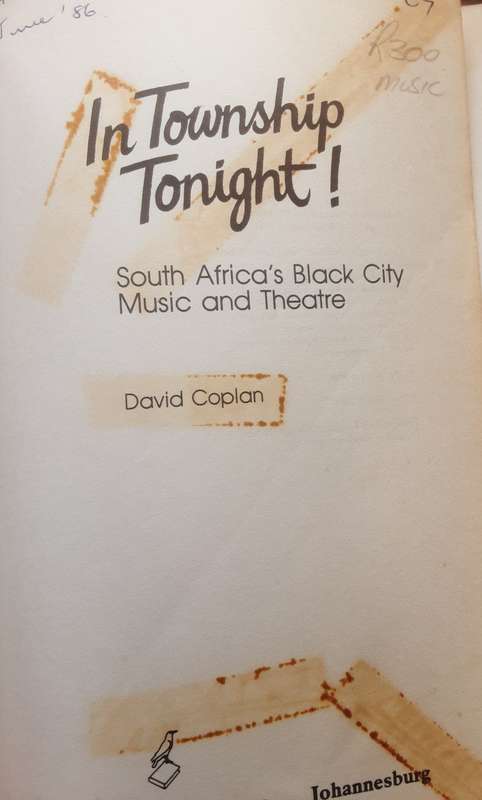 June '86
R300
music
In Township
Tonight!
South Africa's Black City
Music and Theatre
David Coplan
Johannesburg